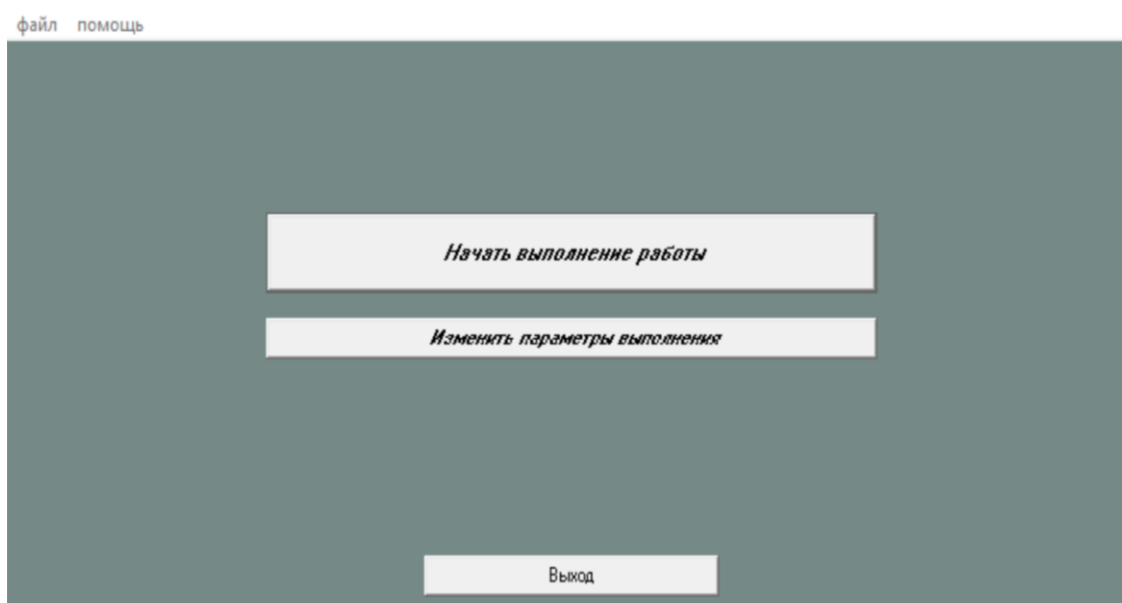 файл помощь
Начать выполнение работы
Изменить параметры выполнения
Выход